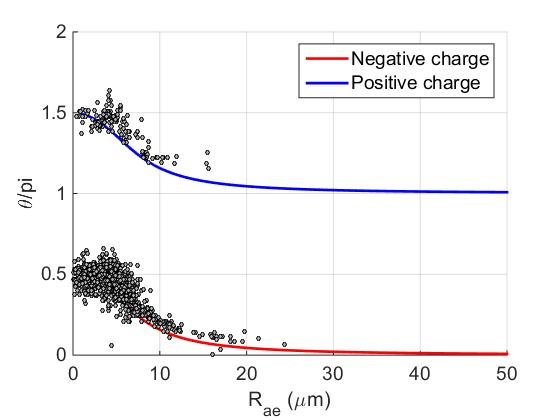 2
1.5
1
0.5
0
0 10 20 30 40 50
θ/pi
R_ae (μm)
Negative charge
Positive charge